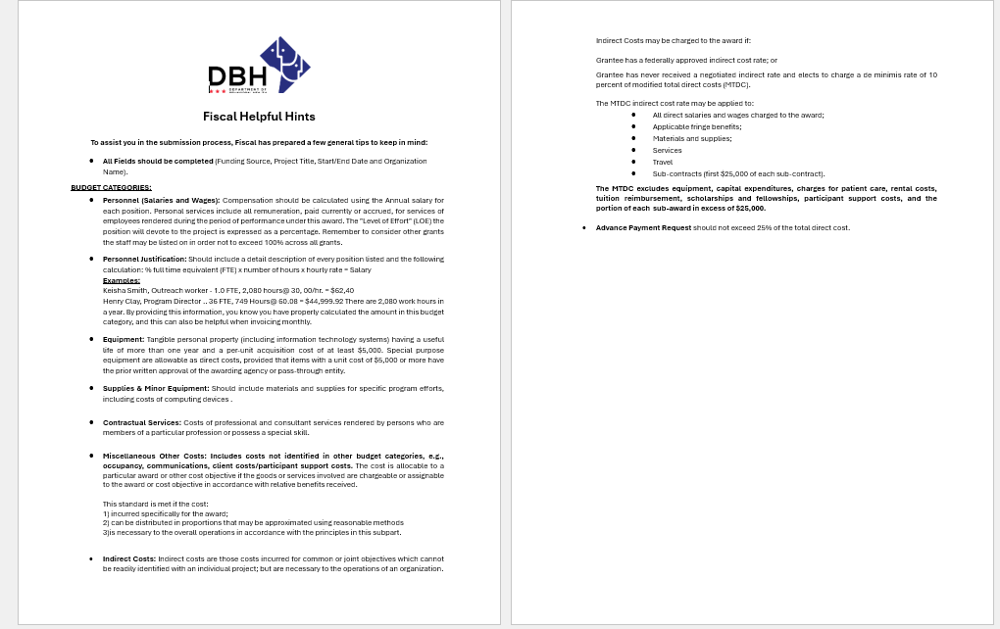 DBH
DEPARTMENT OF
Fiscal Helpful Hints
To assist you in the submission process, Fiscal has prepared a few general tips to keep in mind:
● All Fields should be completed (Funding Source, Project Title, Start/End Date and Organization
Name).
BUDGET CATEGORIES:
● Personnel (Salaries and Wages): Compensation should be calculated using the Annual salary for
each position. Personal services include all remuneration, paid currently or accrued, for services of
employees rendered during the period of performance under this award. The "Level of Effort" (LOE) the
position will devote to the project is expressed as a percentage. Remember to consider other grants
the staff may be listed on in order not to exceed 100% across all grants.
● Personnel Justification: Should include a detail description of every position listed and the following
calculation: % full time equivalent (FTE) x number of hours x hourly rate = Salary
Examples:
Keisha Smith, Outreach worker - 1.0 FTE, 2,080 hours@ 30, 00/hr. = $62,40
Henry Clay, Program Director .. 36 FTE, 749 Hours@ 60.08 = $44,999.92 There are 2,080 work hours in
a year. By providing this information, you know you have properly calculated the amount in this budget
category, and this can also be helpful when invoicing monthly.
● Equipment: Tangible personal property (including information technology systems) having a useful
life of more than one year and a per-unit acquisition cost of at least $5,000. Special purpose
equipment are allowable as direct costs, provided that items with a unit cost of $5,000 or more have
the prior written approval of the awarding agency or pass-through entity.
● Supplies & Minor Equipment: Should include materials and supplies for specific program efforts,
including costs of computing devices .
● Contractual Services: Costs of professional and consultant services rendered by persons who are
members of a particular profession or possess a special skill.
● Miscellaneous Other Costs: Includes costs not identified in other budget categories, e.g.,
occupancy, communications, client costs/participant support costs. The cost is allocable to a
particular award or other cost objective if the goods or services involved are chargeable or assignable
to the award or cost objective in accordance with relative benefits received.
This standard is met if the cost:
1) incurred specifically for the award;
2) can be distributed in proportions that may be approximated using reasonable methods
3)is necessary to the overall operations in accordance with the principles in this subpart.
● Indirect Costs: Indirect costs are those costs incurred for common or joint objectives which cannot
be readily identified with an individual project; but are necessary to the operations of an organization.
Indirect Costs may be charged to the award if:
Grantee has a federally approved indirect cost rate; or
Grantee has never received a negotiated indirect rate and elects to charge a de minimis rate of 10
percent of modified total direct costs (MTDC).
The MTDC indirect cost rate may be applied to:
● All direct salaries and wages charged to the award;
● Applicable fringe benefits;
● Materials and supplies;
● Services
● Travel
● Sub-contracts (first $25,000 of each sub-contract).
The MTDC excludes equipment, capital expenditures, charges for patient care, rental costs,
tuition reimbursement, scholarships and fellowships, participant support costs, and the
portion of each sub-award in excess of $25,000.
● Advance Payment Request should not exceed 25% of the total direct cost.